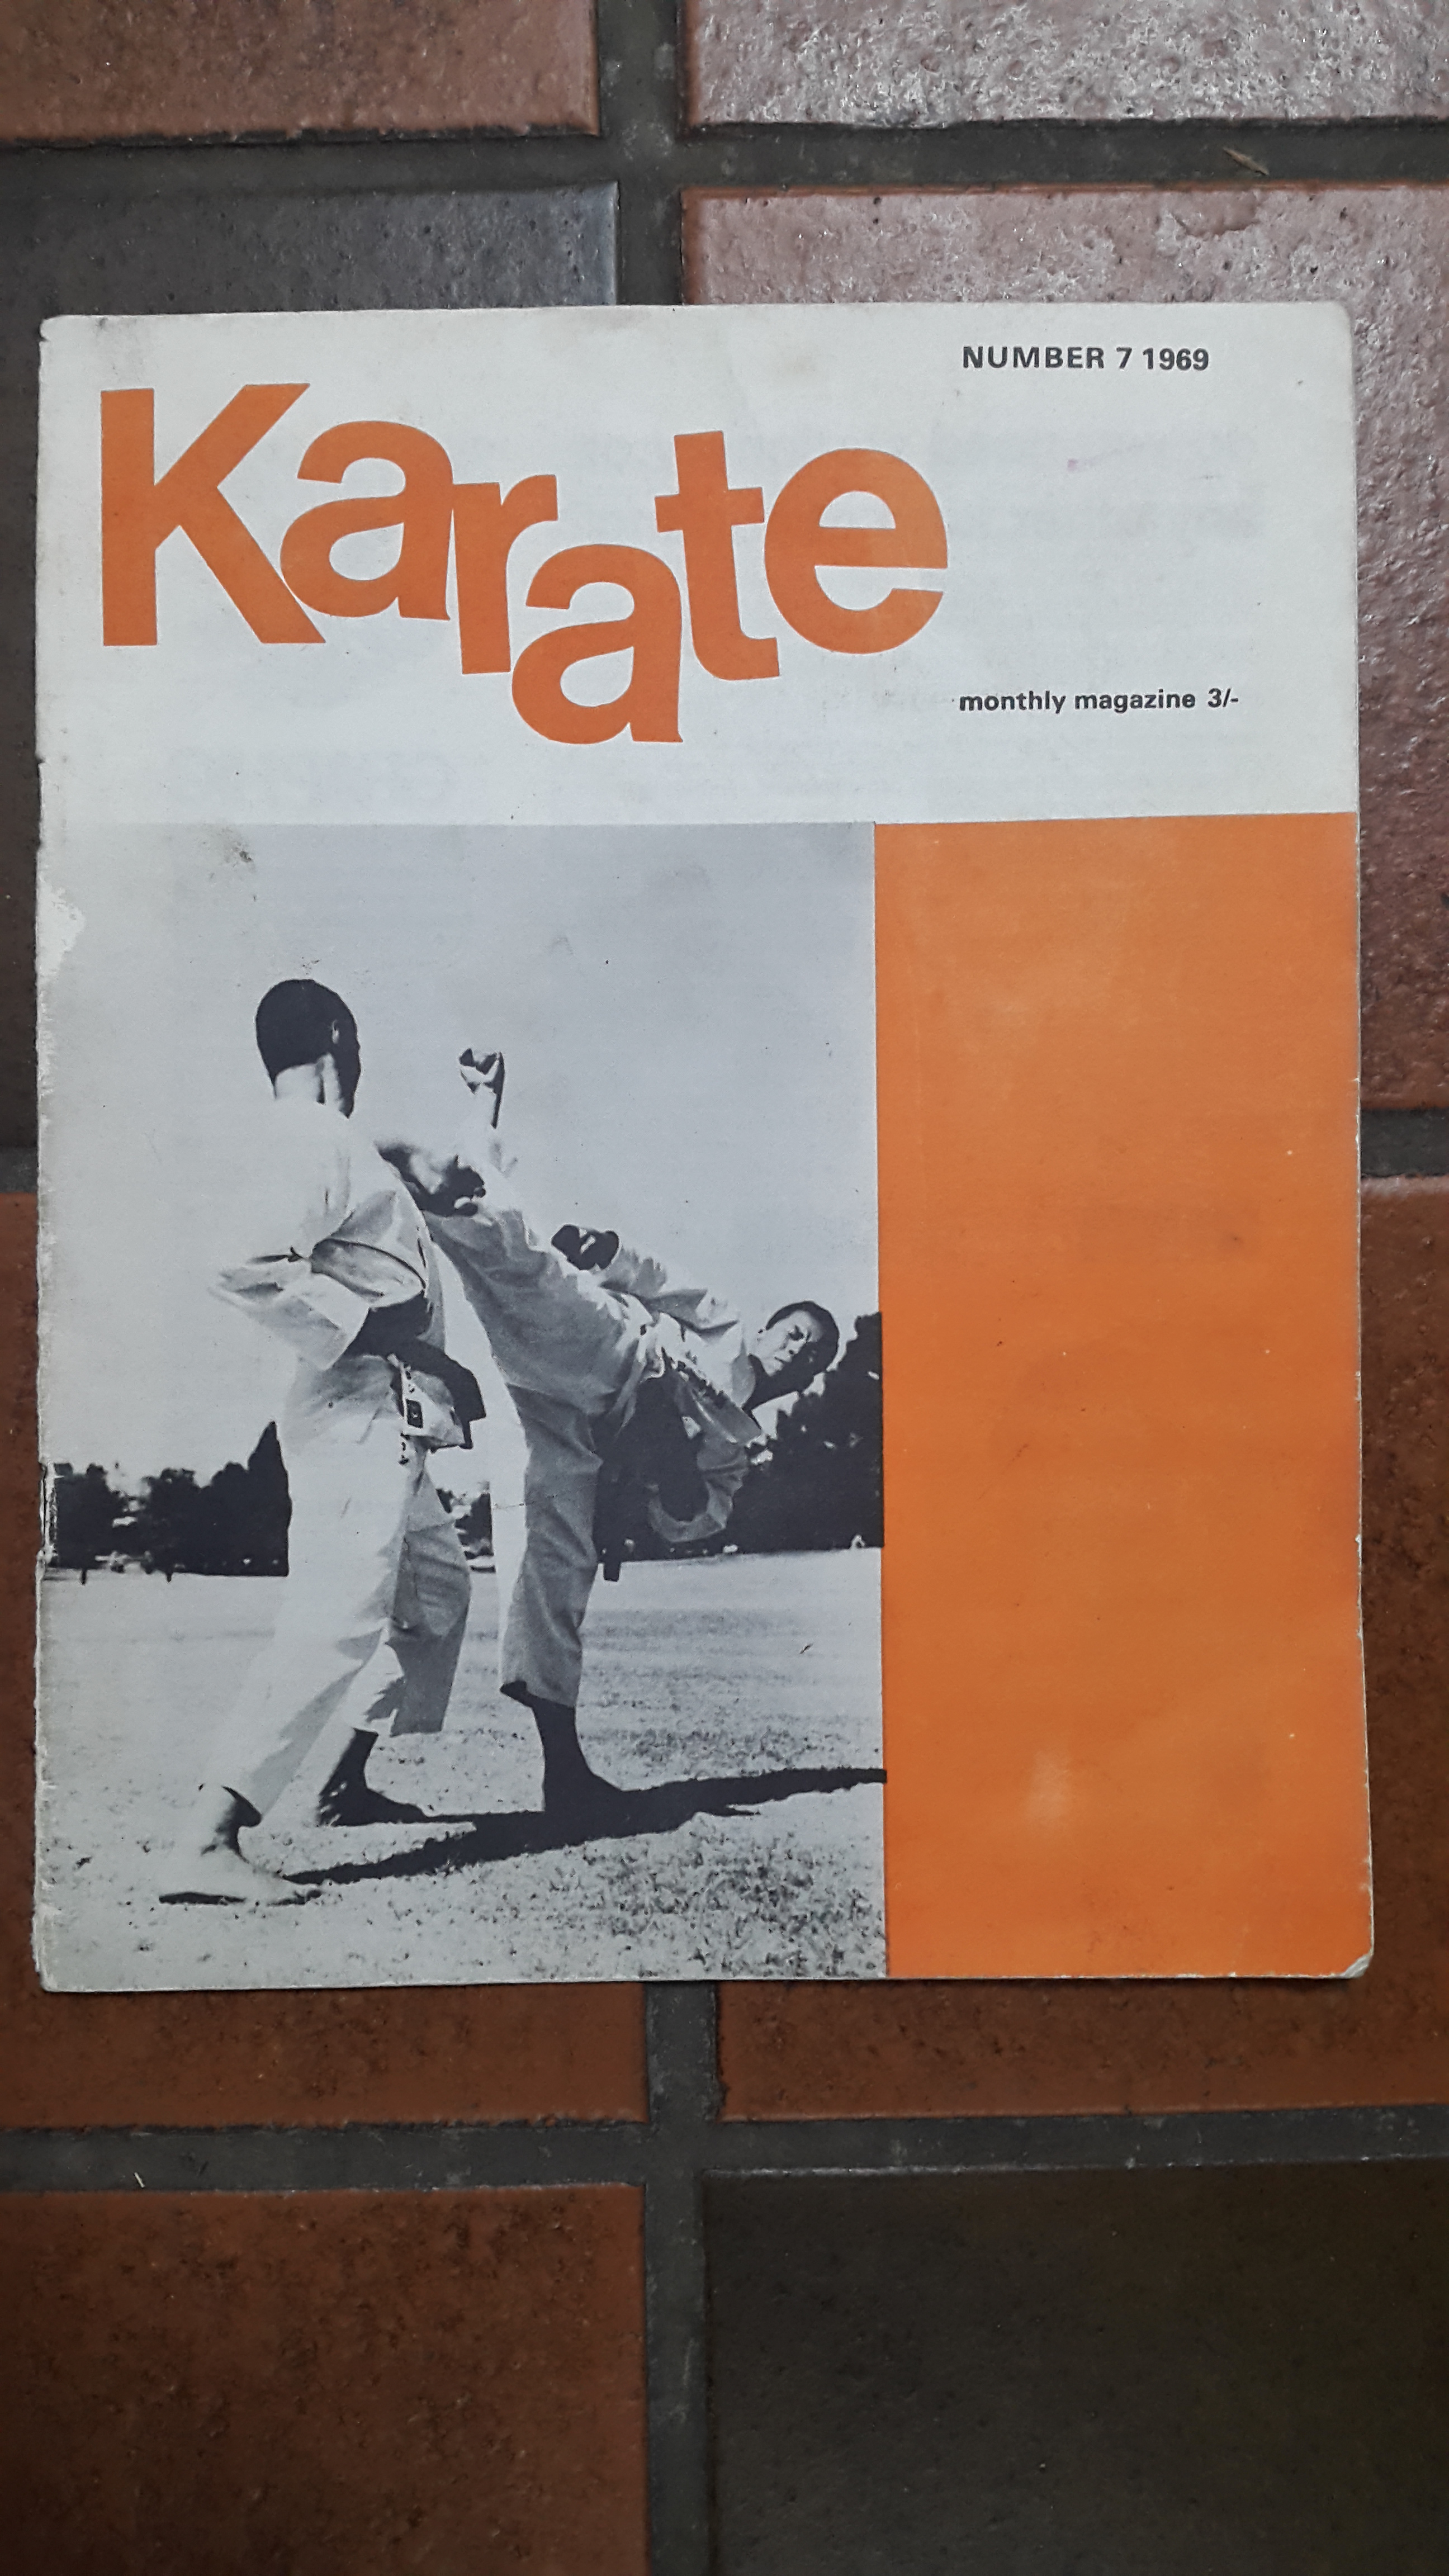 NUMBER 7 1969
Karate
monthly magazine 3/-